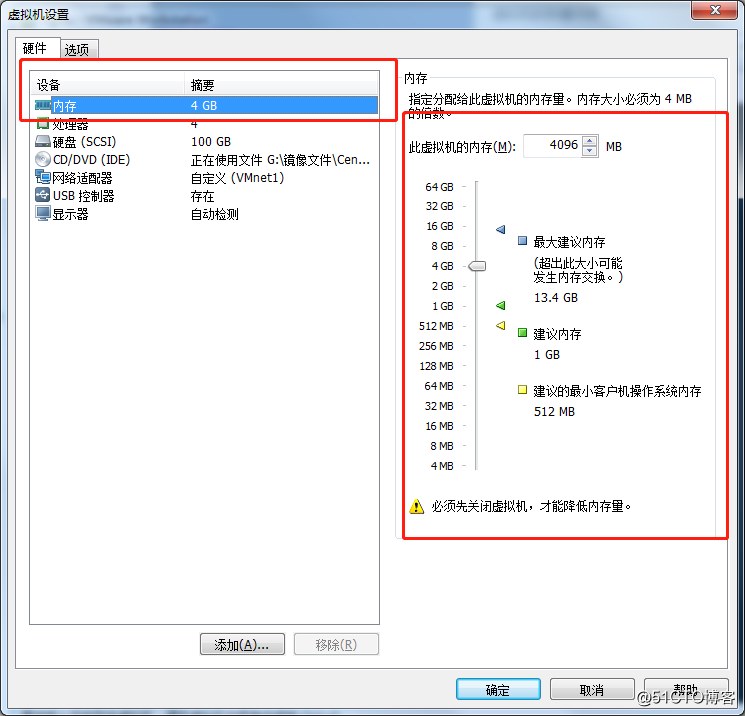 虚拟机设置
硬件 选项
设备 摘要
内存 4 GB
处理器 4
硬盘 (SCSI) 100 GB
CD/DVD (IDE) 正在使用文件 G:\镜像文件\Cen...
网络适配器 自定义 (VMnet1)
USB 控制器 存在
显示器 自动检测
添加(A)... 移除(R)
内存
指定分配给此虚拟机的内存量。内存大小必须为 4 MB
的倍数。
此虚拟机的内存(M): 4096 MB
64 GB
32 GB
16 GB
8 GB
4 GB
2 GB
1 GB
512 MB
256 MB
128 MB
64 MB
32 MB
16 MB
8 MB
4 MB
最大建议内存
(超出此大小可能
发生内存交换。)
13.4 GB
建议内存
1 GB
建议的最小客户机操作系统内存
512 MB
必须先关闭虚拟机，才能降低内存量。
确定 取消 帮助
@51CTO博客